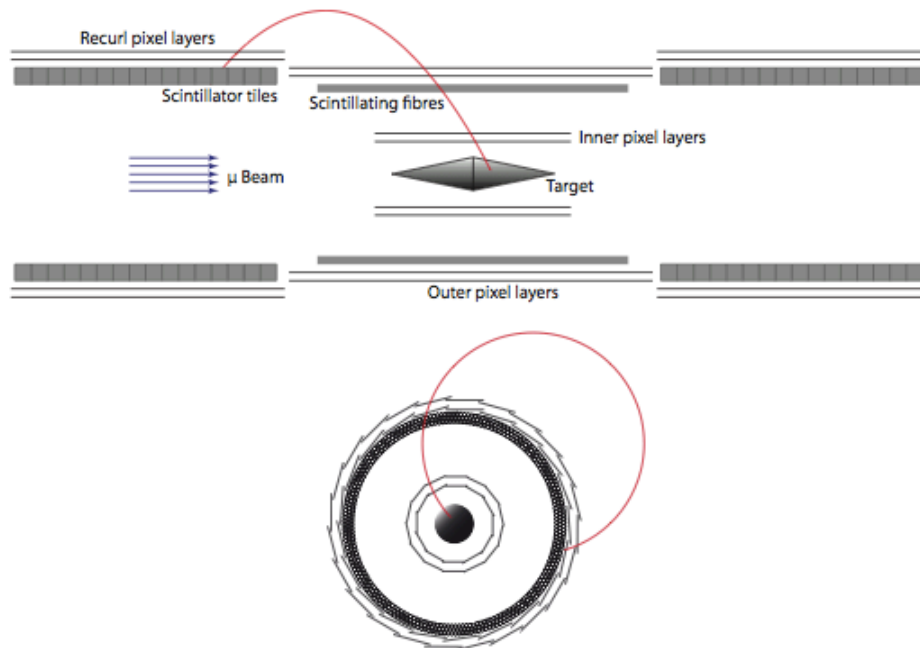 Recurl pixel layers
Scintillator tiles
Scintillating fibres
Inner pixel layers
μ Beam
Target
Outer pixel layers